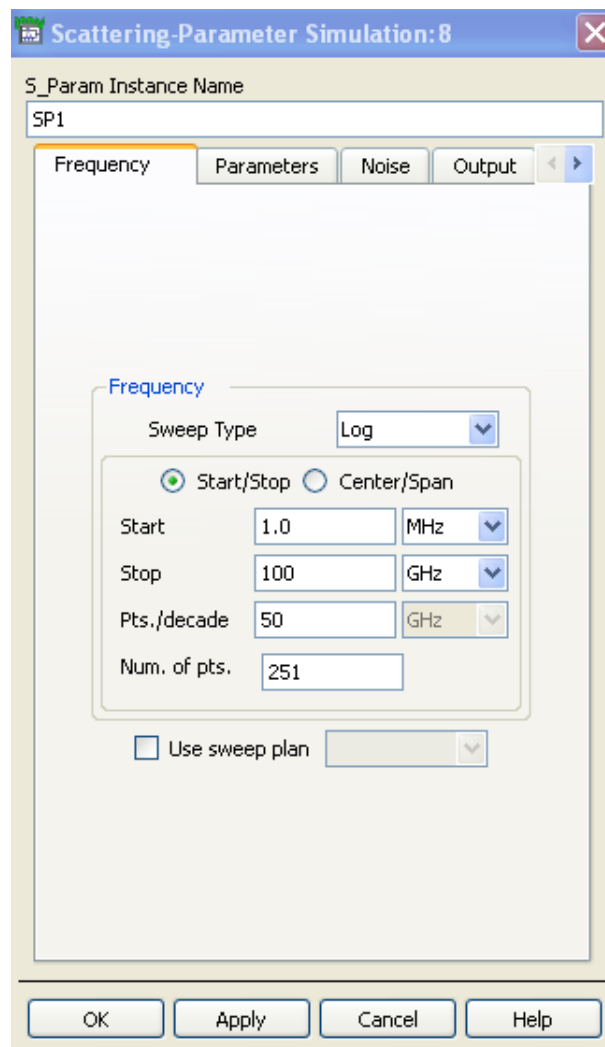 Scattering-Parameter Simulation:8
S_Param Instance Name
SP1
Frequency Parameters Noise Output
Frequency
Sweep Type Log
Start/Stop Center/Span
Start 1.0 MHz
Stop 100 GHz
Pts./decade 50 GHz
Num. of pts. 251
Use sweep plan
OK Apply Cancel Help